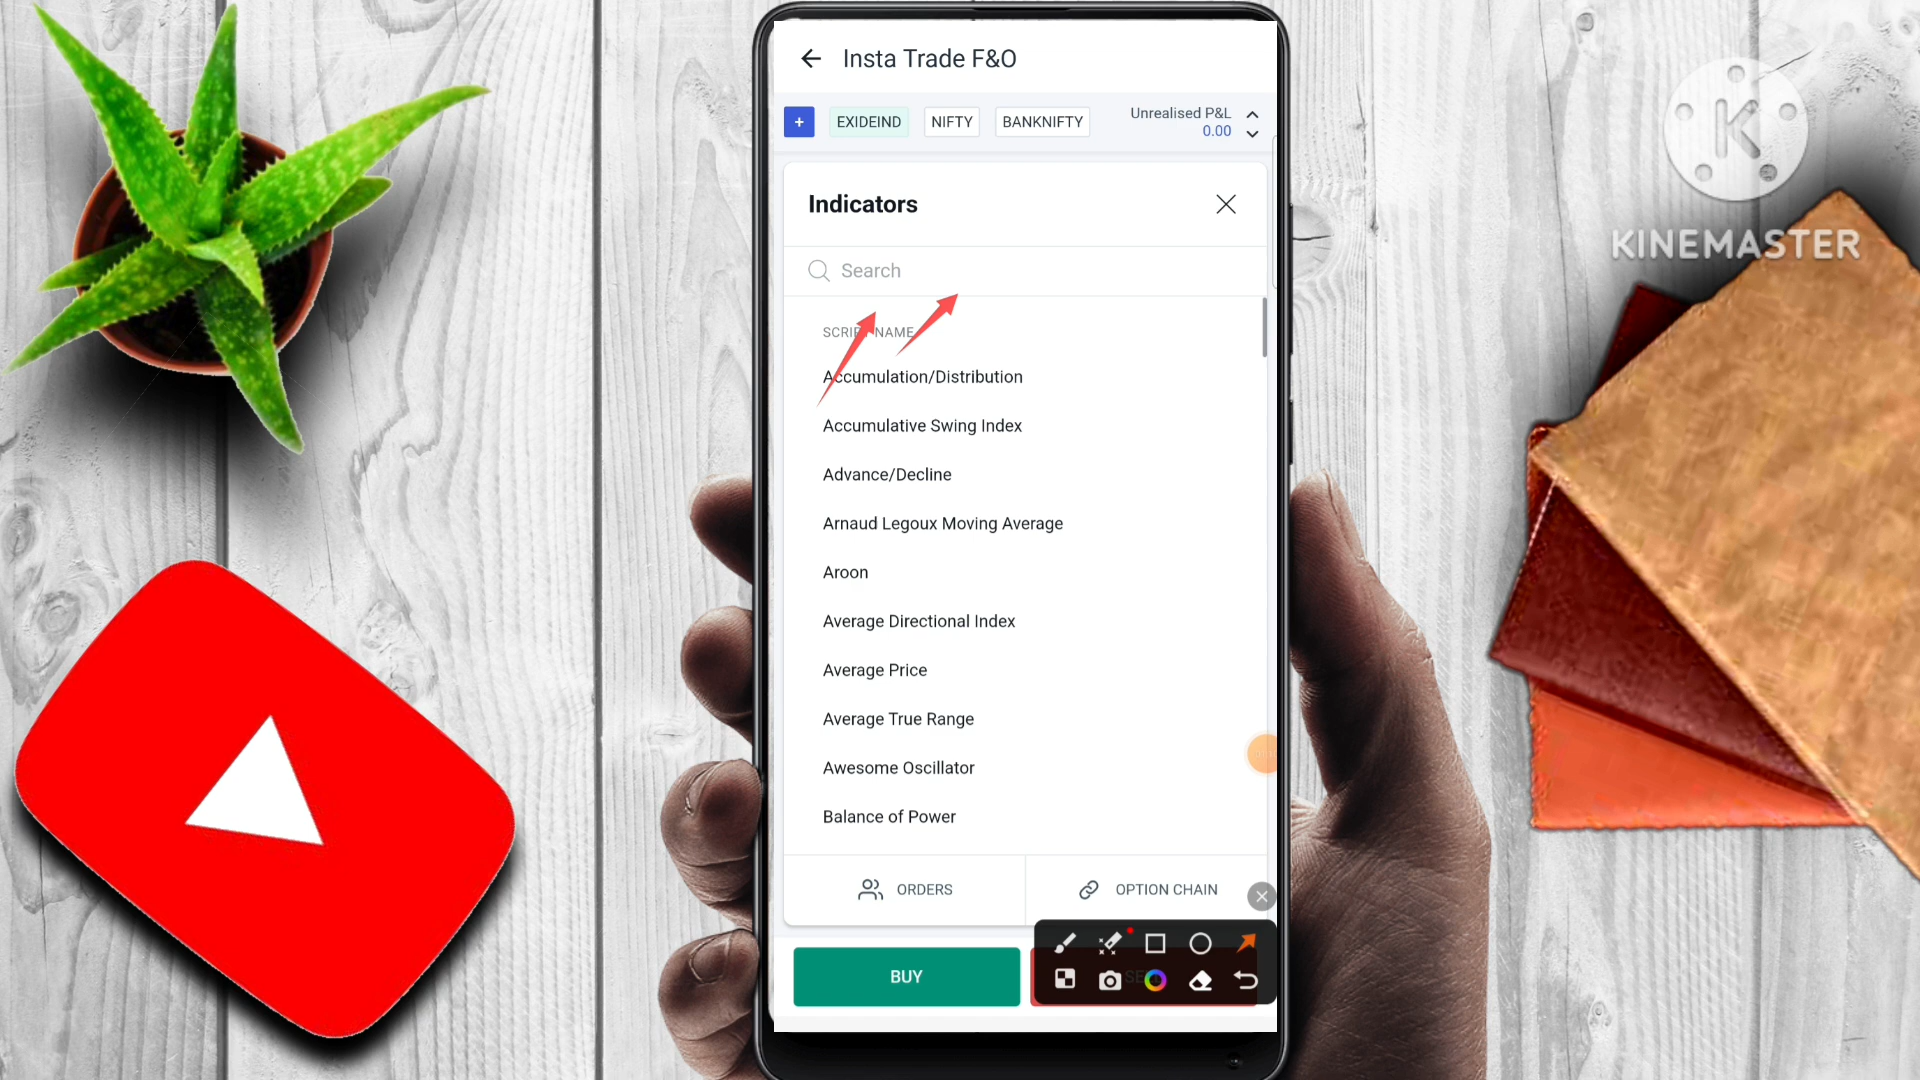 Insta Trade F&O
+ EXIDEIND NIFTY BANKNIFTY
Unrealised P&L
0.00
Indicators
Search
SCRIPT NAME
Accumulation/Distribution
Accumulative Swing Index
Advance/Decline
Arnaud Legoux Moving Average
Aroon
Average Directional Index
Average Price
Average True Range
Awesome Oscillator
Balance of Power
ORDERS
OPTION CHAIN
BUY
K
KINEMASTER